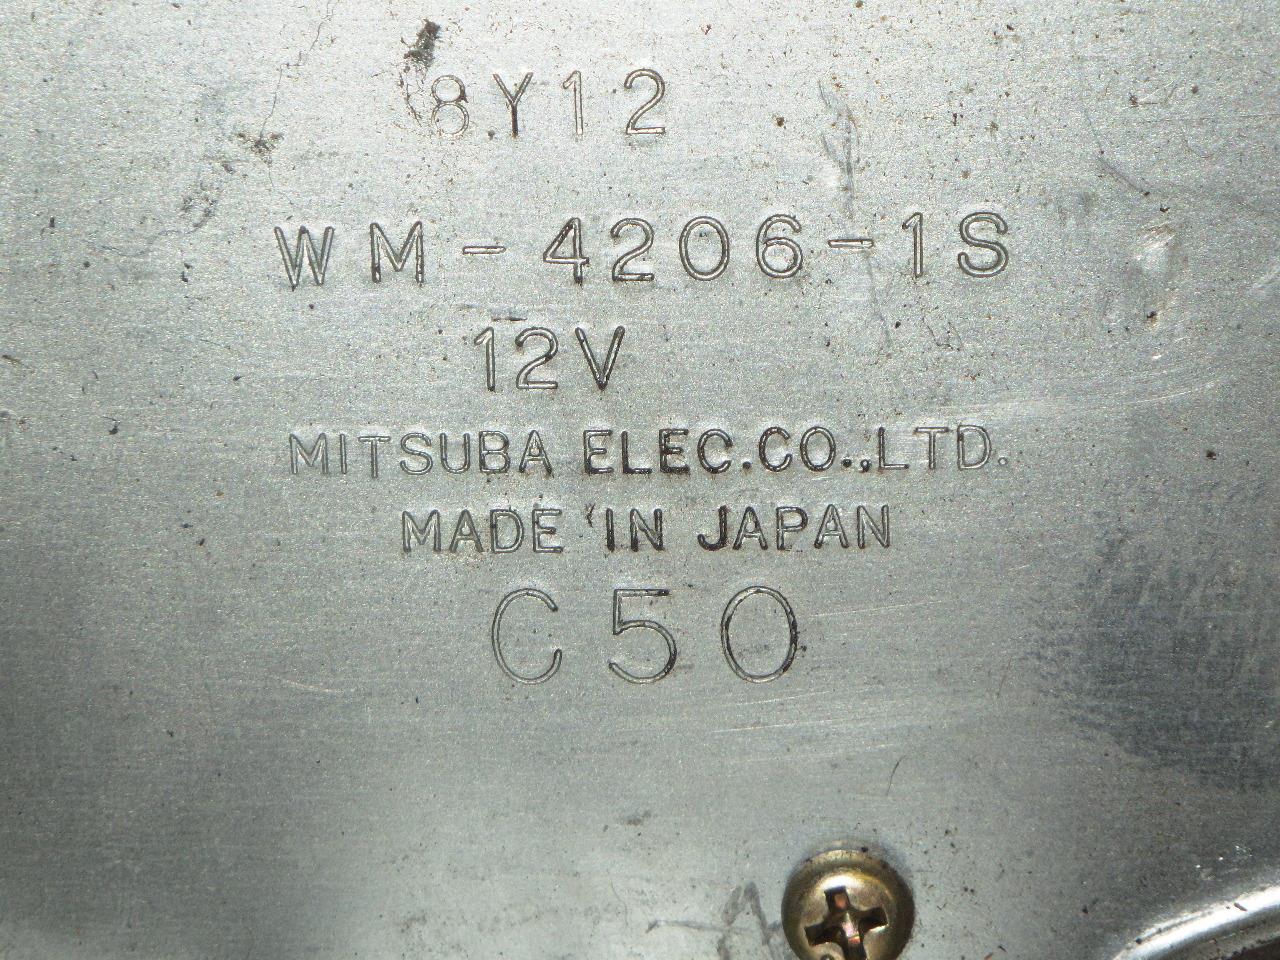 8Y12
WM-4206-1S
12V
MITSUBA ELEC.CO.,LTD.
MADE IN JAPAN
C50